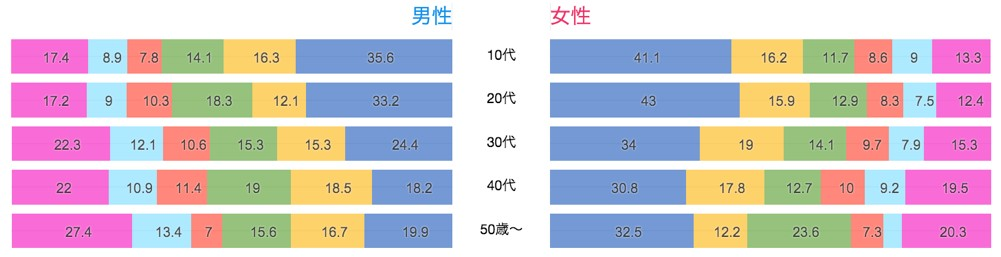 男性 女性
17.4 8.9 7.8 14.1 16.3 35.6 10代 41.1 16.2 11.7 8.6 9 13.3
17.2 9 10.3 18.3 12.1 33.2 20代 43 15.9 12.9 8.3 7.5 12.4
22.3 12.1 10.6 15.3 15.3 24.4 30代 34 19 14.1 9.7 7.9 15.3
22 10.9 11.4 19 18.5 18.2 40代 30.8 17.8 12.7 10 9.2 19.5
27.4 13.4 7 15.6 16.7 19.9 50歳〜 32.5 12.2 23.6 7.3 20.3